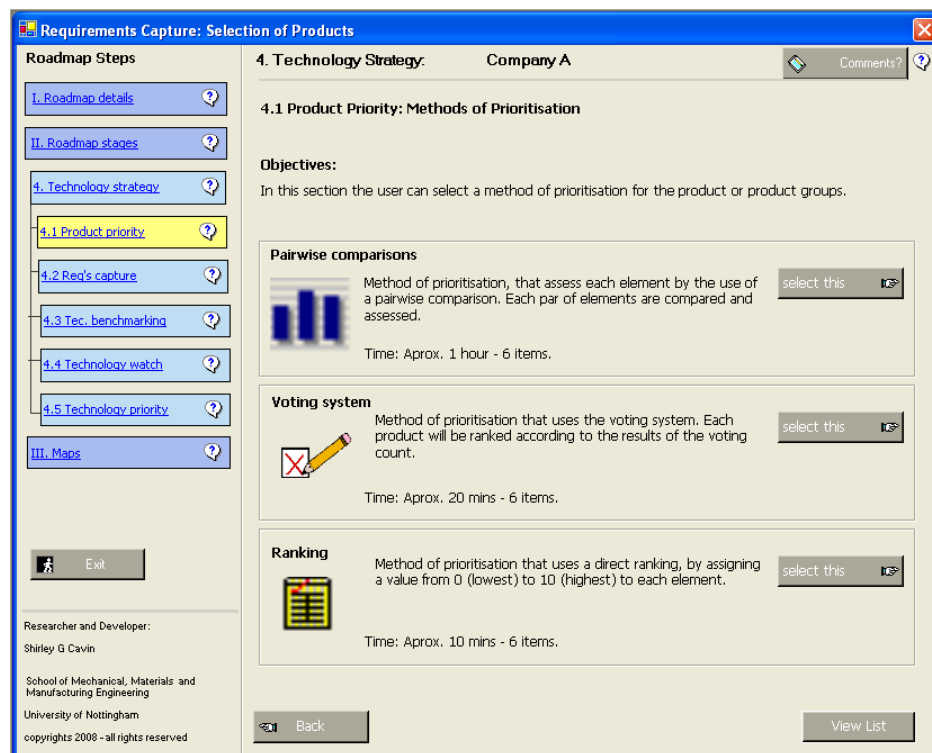 Requirements Capture: Selection of Products
Roadmap Steps
I. Roadmap details
II. Roadmap stages
4. Technology strategy
4.1 Product priority
4.2 Req's capture
4.3 Tec. benchmarking
4.4 Technology watch
4.5 Technology priority
III. Maps
Exit
Researcher and Developer:
Shirley G Cavin
School of Mechanical, Materials and
Manufacturing Engineering
University of Nottingham
copyrights 2008 - all rights reserved
4. Technology Strategy: Company A
Comments?
4.1 Product Priority: Methods of Prioritisation
Objectives:
In this section the user can select a method of prioritisation for the product or product groups.
Pairwise comparisons
Method of prioritisation, that assess each element by the use of
a pairwise comparison. Each par of elements are compared and
assessed.
Time: Aprox. 1 hour - 6 items.
select this
Voting system
Method of prioritisation that uses the voting system. Each
product will be ranked according to the results of the voting
count.
Time: Aprox. 20 mins - 6 items.
select this
Ranking
Method of prioritisation that uses a direct ranking, by assigning
a value from 0 (lowest) to 10 (highest) to each element.
Time: Aprox. 10 mins - 6 items.
select this
Back
View List